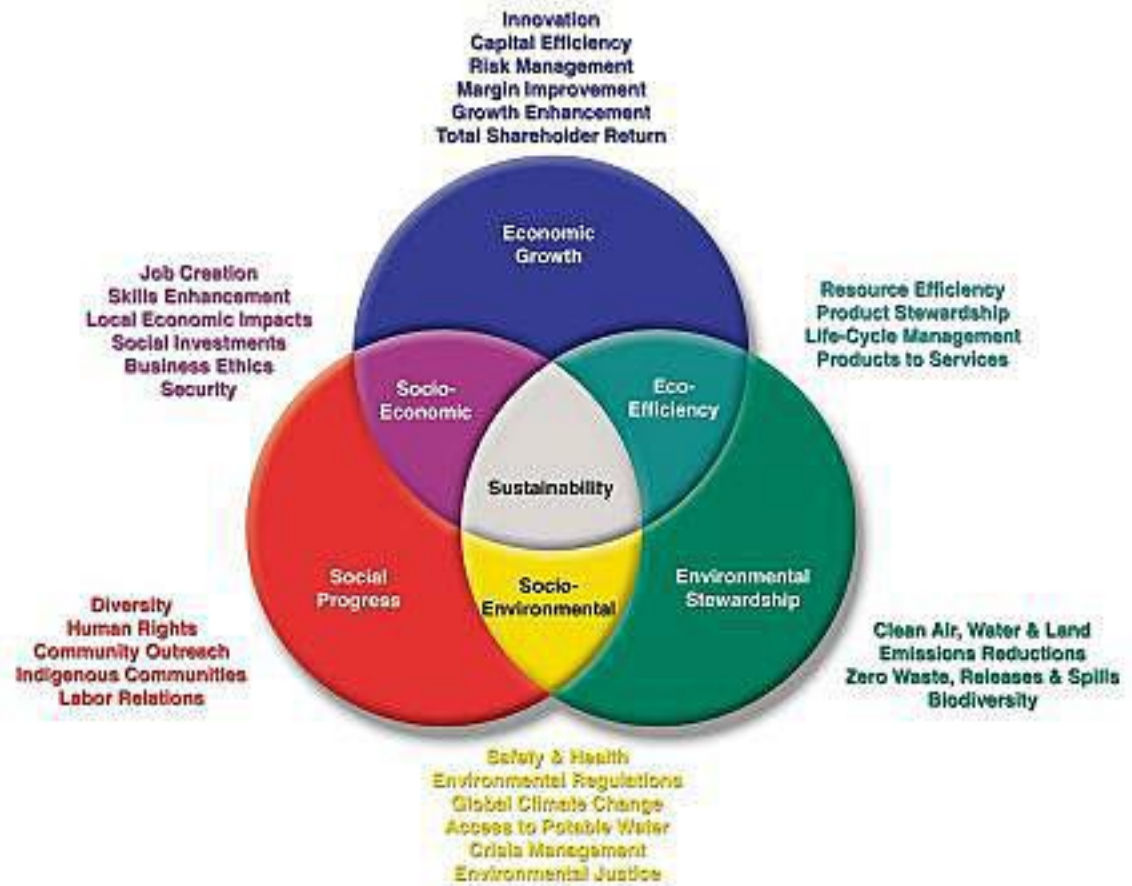 Innovation
Capital Efficiency
Risk Management
Margin Improvement
Growth Enhancement
Total Shareholder Return
Economic
Growth
Job Creation
Skills Enhancement
Local Economic Impacts
Social Investments
Business Ethics
Security
Resource Efficiency
Product Stewardship
Life-Cycle Management
Products to Services
Socio-
Economic
Eco-
Efficiency
Sustainability
Social
Progress
Socio-
Environmental
Environmental
Stewardship
Diversity
Human Rights
Community Outreach
Indigenous Communities
Labor Relations
Clean Air, Water & Land
Emissions Reductions
Zero Waste, Releases & Spills
Biodiversity
Safety & Health
Environmental Regulations
Global Climate Change
Access to Potable Water
Crisis Management
Environmental Justice